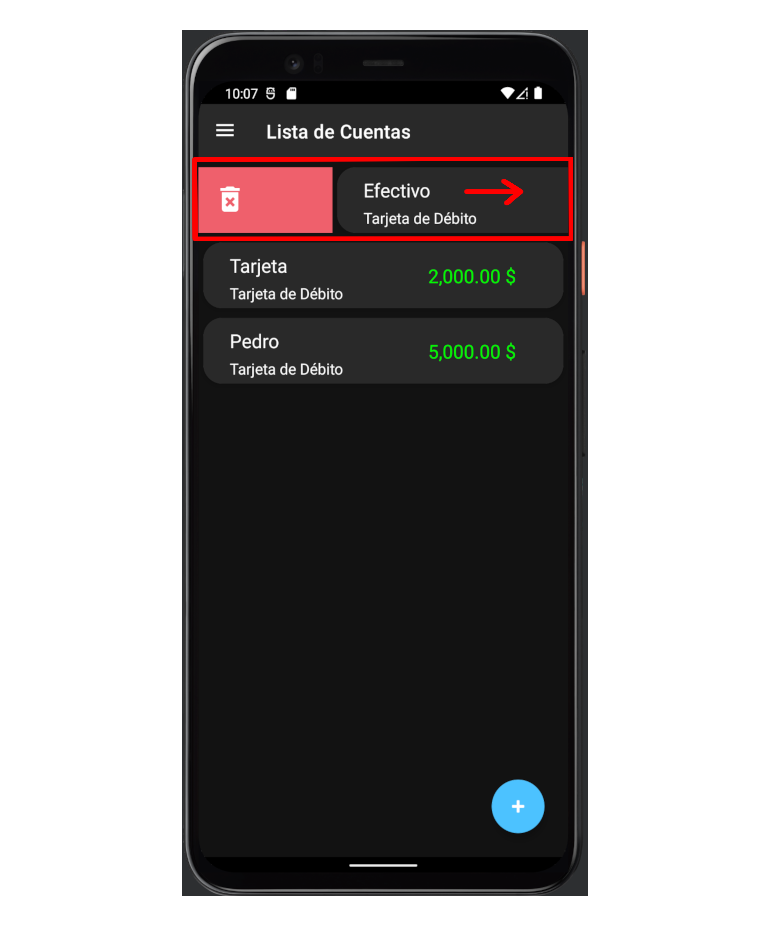 10:07
Lista de Cuentas
Efectivo
Tarjeta de Débito
Tarjeta
2,000.00 $
Tarjeta de Débito
Pedro
5,000.00 $
Tarjeta de Débito
+